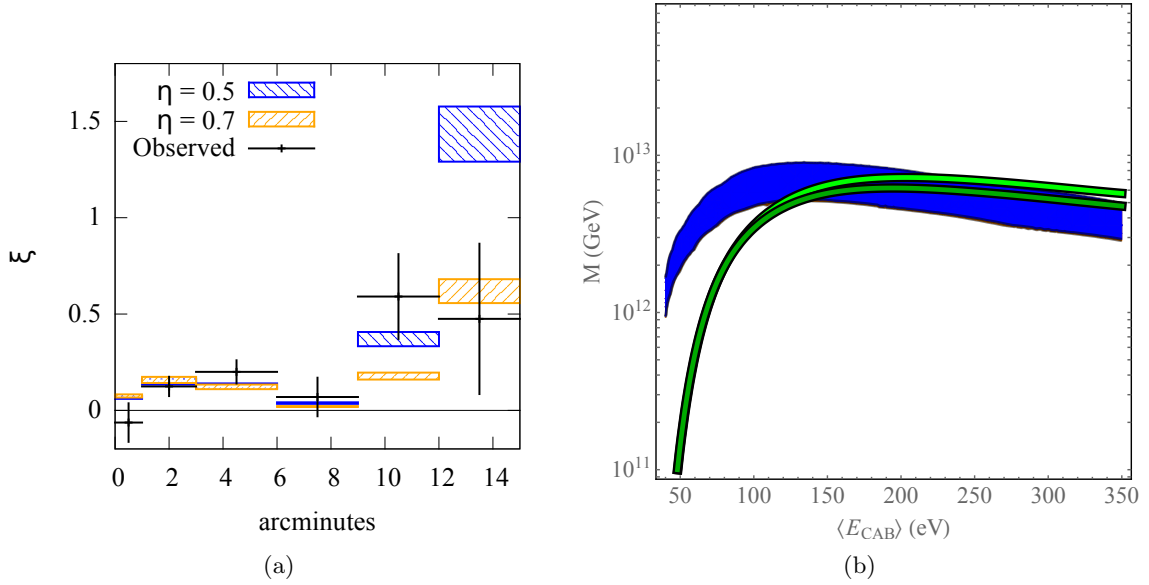 η = 0.5
η = 0.7
Observed
1.5
1
0.5
0
ξ
0 2 4 6 8 10 12 14
arcminutes
(a)
10^13
10^12
10^11
M (GeV)
50 100 150 200 250 300 350
⟨E_CAB⟩ (eV)
(b)